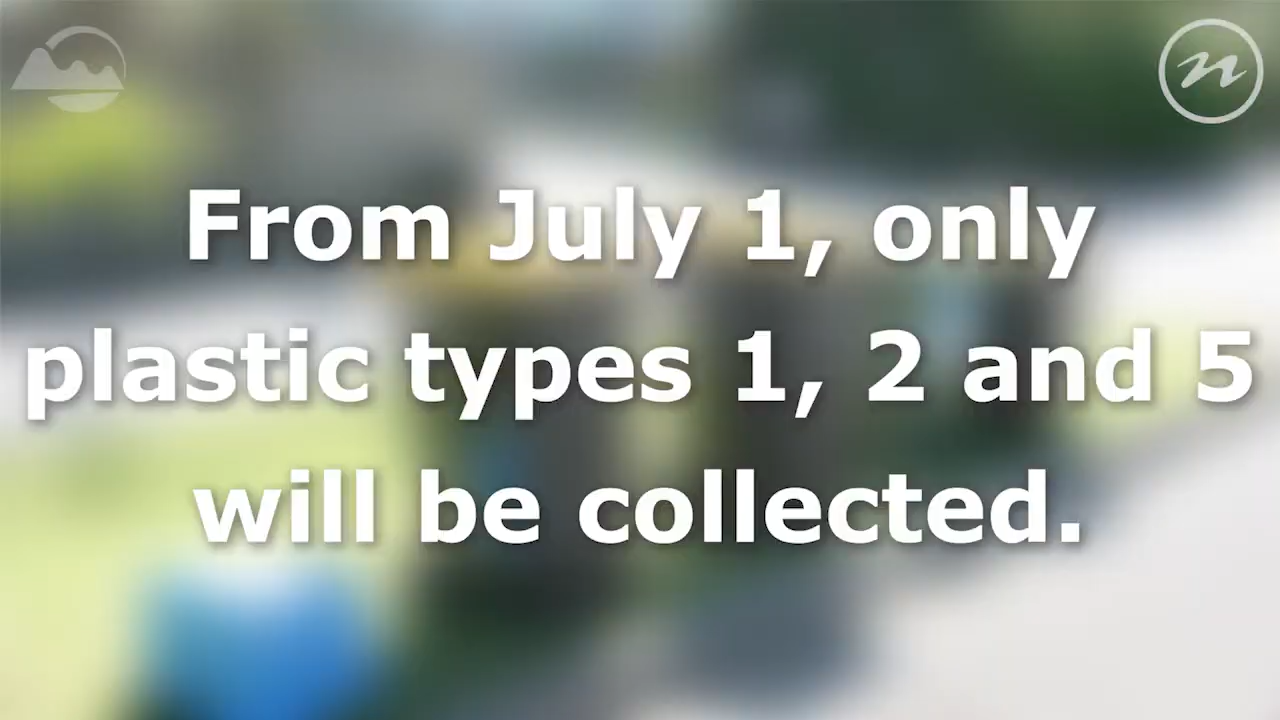 From July 1, only
plastic types 1, 2 and 5
will be collected.
n